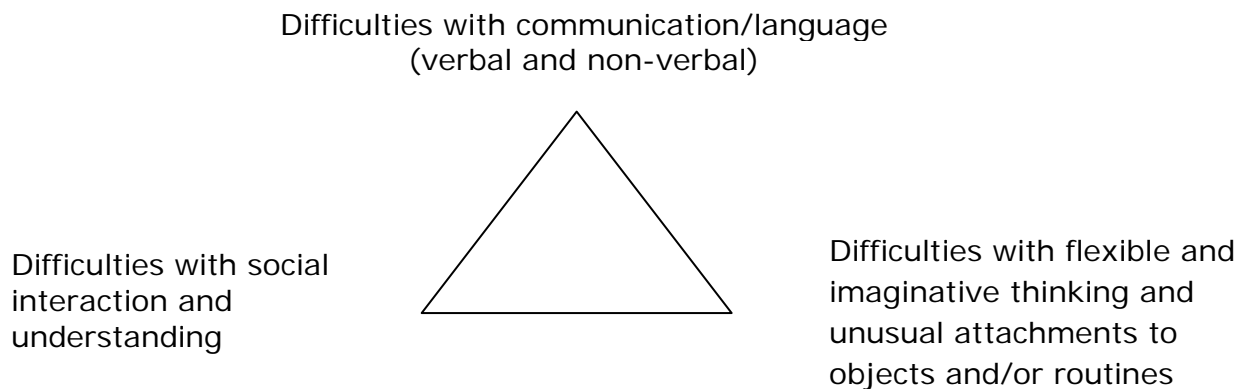 Difficulties with communication/language
(verbal and non-verbal)
Difficulties with social
interaction and
understanding
Difficulties with flexible and
imaginative thinking and
unusual attachments to
objects and/or routines